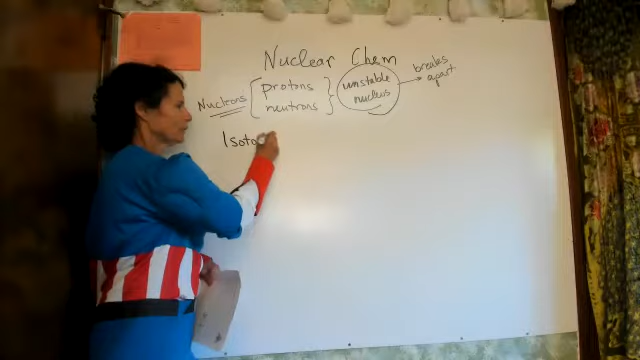 Nuclear Chem
Nucleons [ protons
neutrons } unstable
nucleus → breaks
apart
Isoto